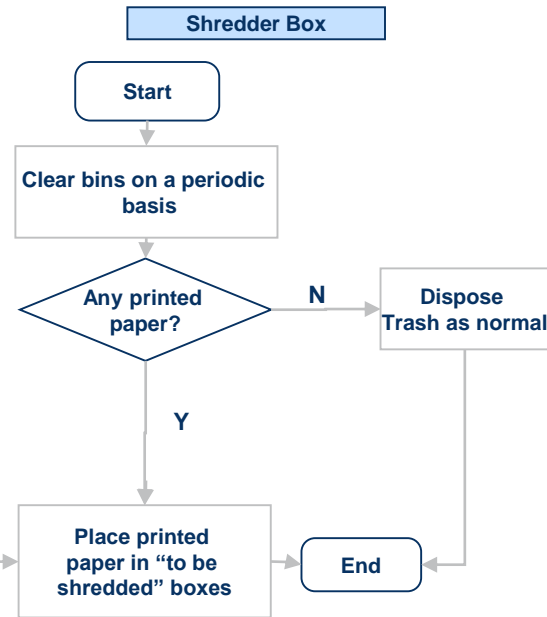 Shredder Box
Start
Clear bins on a periodic
basis
Any printed
paper?
N
Dispose
Trash as normal
Y
Place printed
paper in “to be
shredded” boxes
End